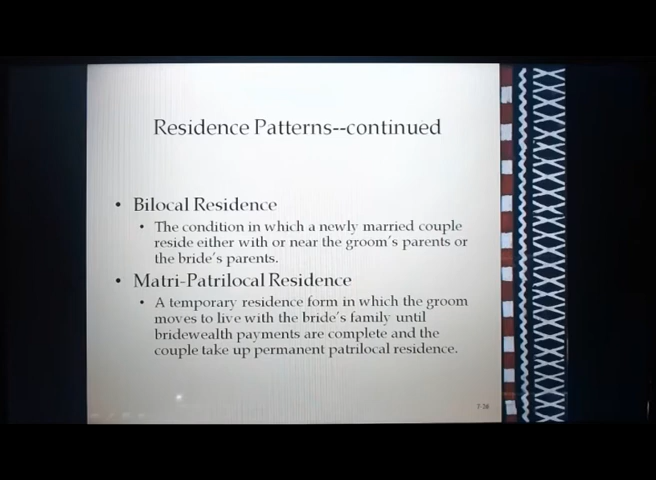 Residence Patterns--continued
• Bilocal Residence
• The condition in which a newly married couple
reside either with or near the groom's parents or
the bride's parents.
• Matri-Patrilocal Residence
• A temporary residence form in which the groom
moves to live with the bride's family until
bridewealth payments are complete and the
couple take up permanent patrilocal residence.
7-38